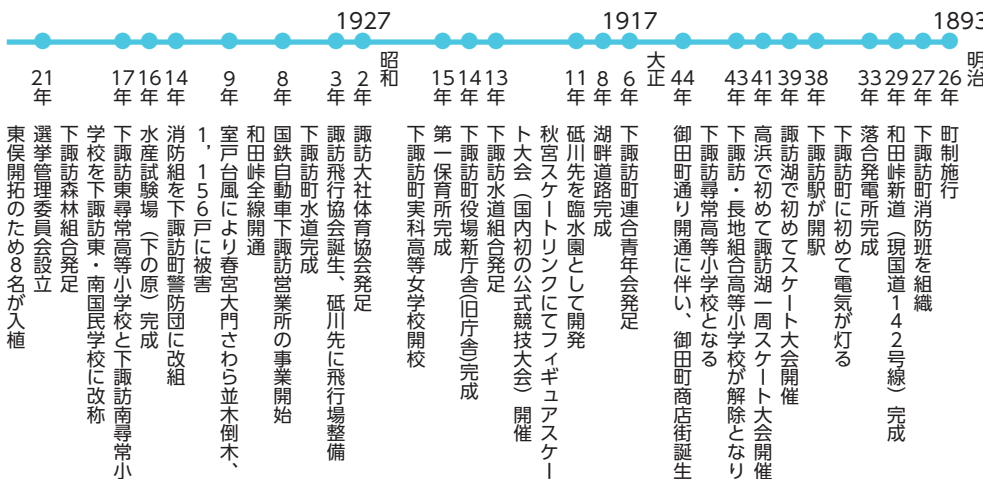 1893
明治
26年
町制施行
27年
下諏訪町消防班を組織
29年
和田峠新道（現国道142号線）完成
33年
落合発電所完成
下諏訪町に初めて電気が灯る
38年
下諏訪駅が開駅
39年
諏訪湖で初めてスケート大会開催
41年
高浜で初めて諏訪湖一周スケート大会開催
43年
下諏訪・長地組合高等小学校が解除となり
下諏訪尋常高等小学校となる
44年
御田町通り開通に伴い、御田町商店街誕生
大正
1917
6年
下諏訪町連合青年会発足
8年
湖畔道路完成
11年
砥川先を臨水園として開発
秋宮スケートリンクにてフィギュアスケー
ト大会（国内初の公式競技大会）開催
13年
下諏訪水道組合発足
14年
下諏訪町役場新庁舎(旧庁舎)完成
15年
第一保育所完成
下諏訪町実科高等女学校開校
昭和
1927
2年
諏訪大社体育協会発足
3年
諏訪飛行協会誕生、砥川先に飛行場整備
下諏訪町水道完成
8年
国鉄自動車下諏訪営業所の事業開始
和田峠全線開通
9年
室戸台風により春宮大門さわら並木倒木、
1,156戸に被害
14年
消防組を下諏訪町警防団に改組
16年
水産試験場（下の原）完成
17年
下諏訪東尋常高等小学校と下諏訪南尋常小
学校を下諏訪東・南国民学校に改称
下諏訪森林組合発足
21年
選挙管理委員会設立
東俣開拓のため8名が入植